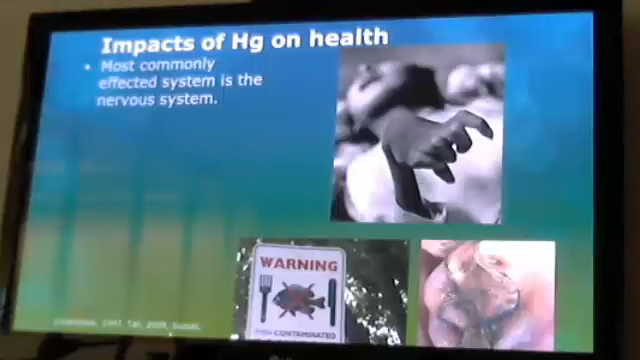 Impacts of Hg on health
• Most commonly
effected system is the
nervous system.
WARNING
CONTAMINATED